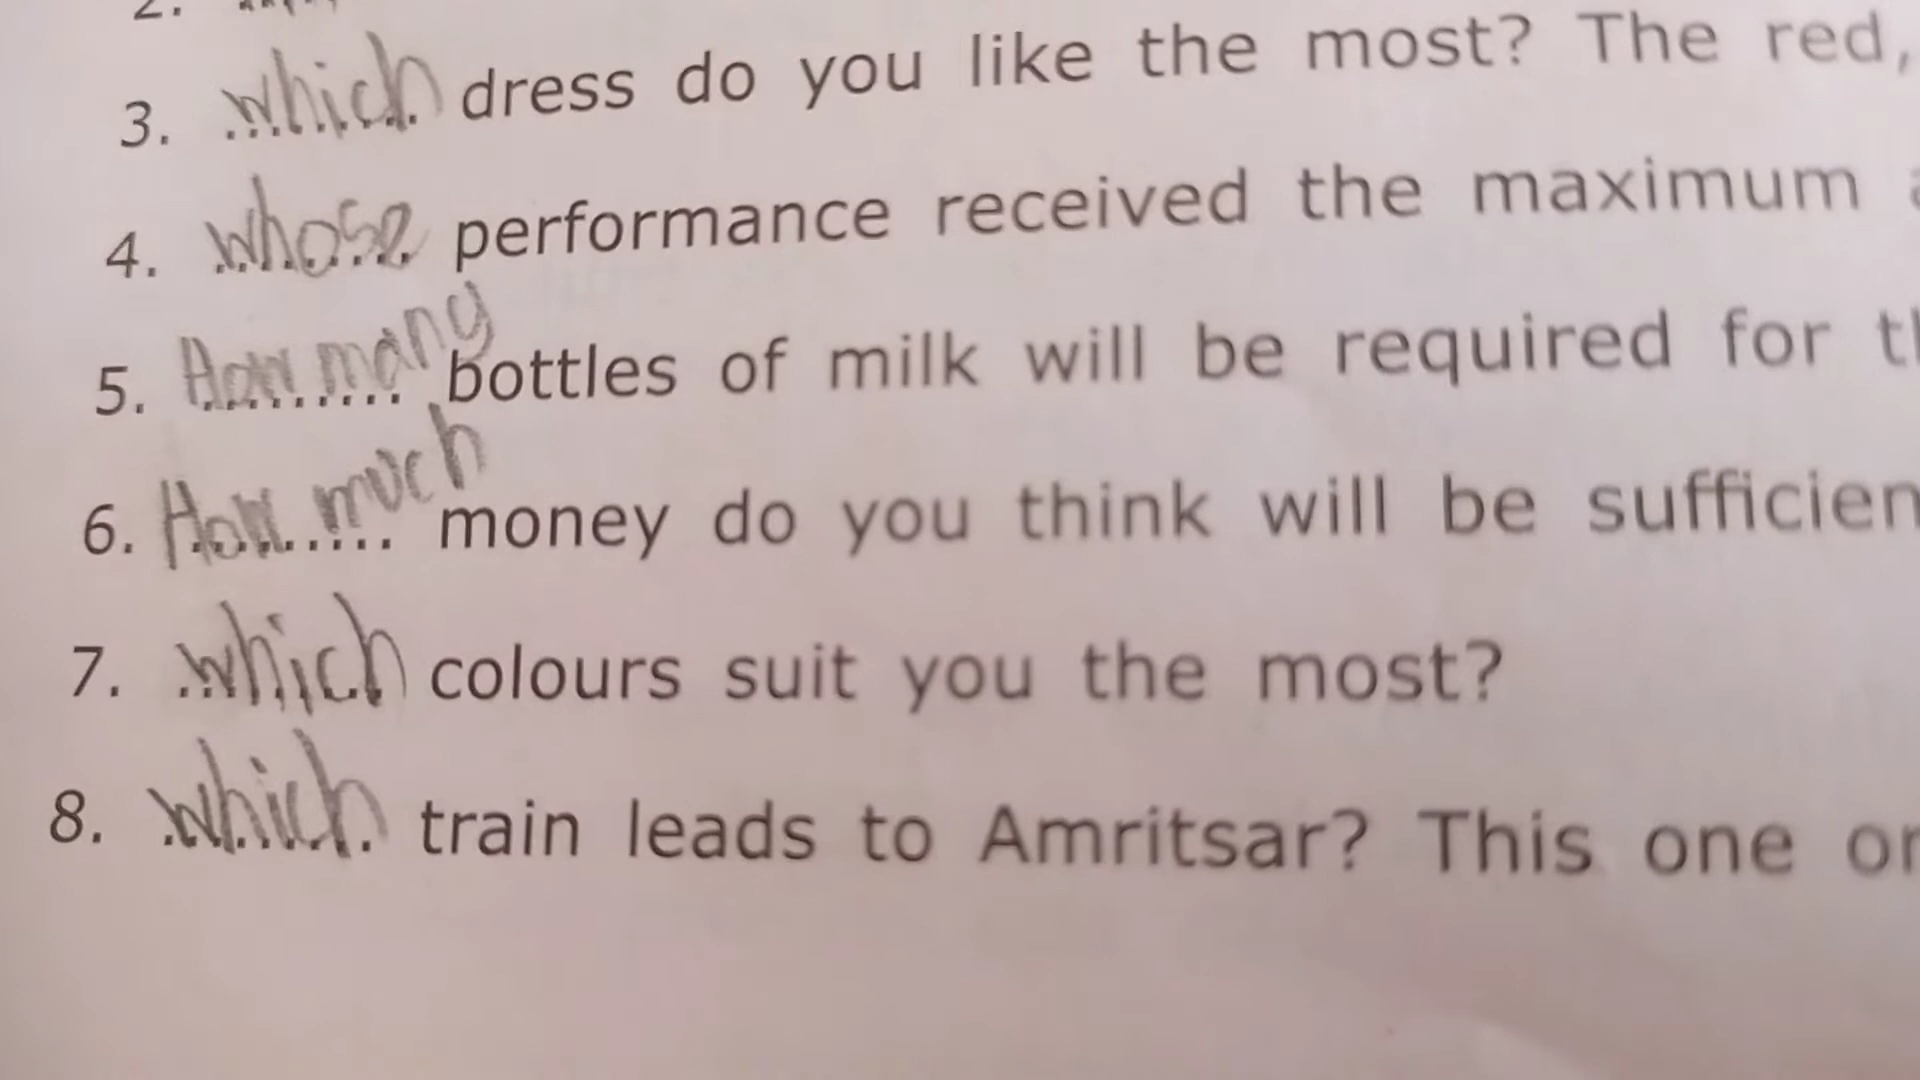 2.
3. which dress do you like the most? The red,
4. whose performance received the maximum
5. How many bottles of milk will be required for
6. How much money do you think will be
7. which colours suit you the most?
8. which train leads to Amritsar? This one